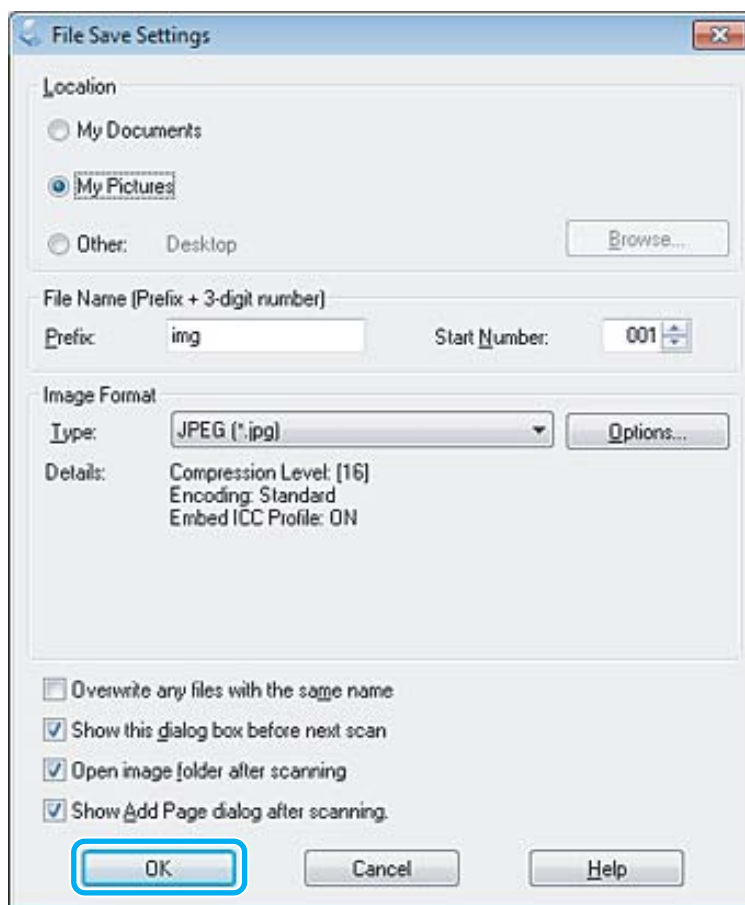 File Save Settings
Location
My Documents
My Pictures
Other: Desktop Browse...
File Name (Prefix + 3-digit number)
Prefix: img Start Number: 001
Image Format
Type: JPEG (*.jpg) Options...
Details: Compression Level: [16]
Encoding: Standard
Embed ICC Profile: ON
Overwrite any files with the same name
Show this dialog box before next scan
Open image folder after scanning
Show Add Page dialog after scanning.
OK Cancel Help